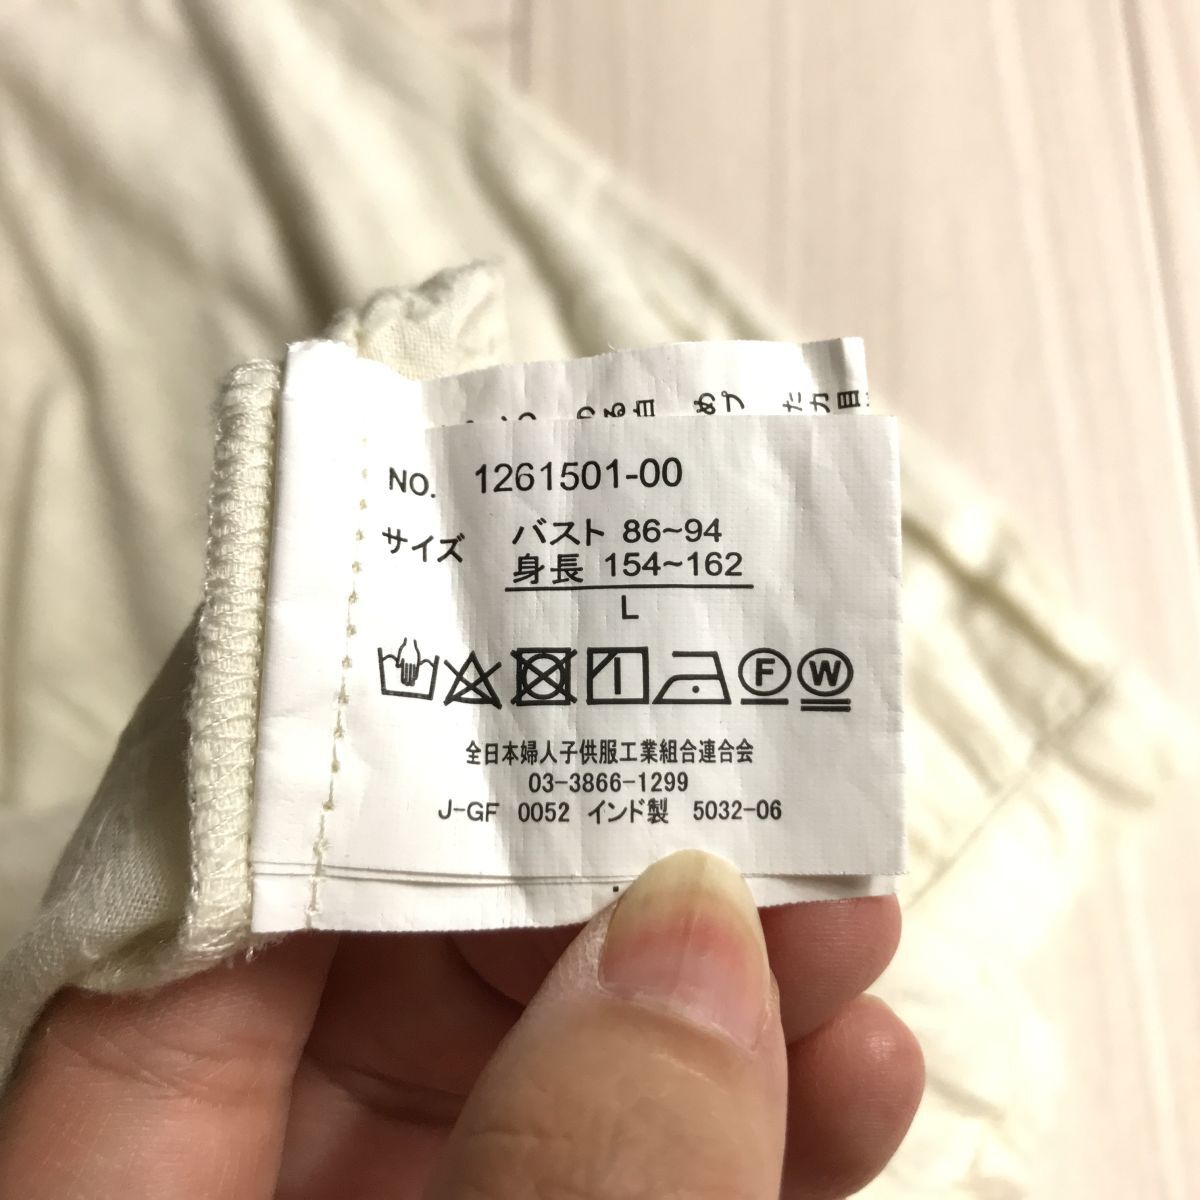 NO. 1261501-00
サイズ バスト 86~94
身長 154~162
L
F W
全日本婦人子供服工業組合連合会
03-3866-1299
J-GF 0052 インド製 5032-06